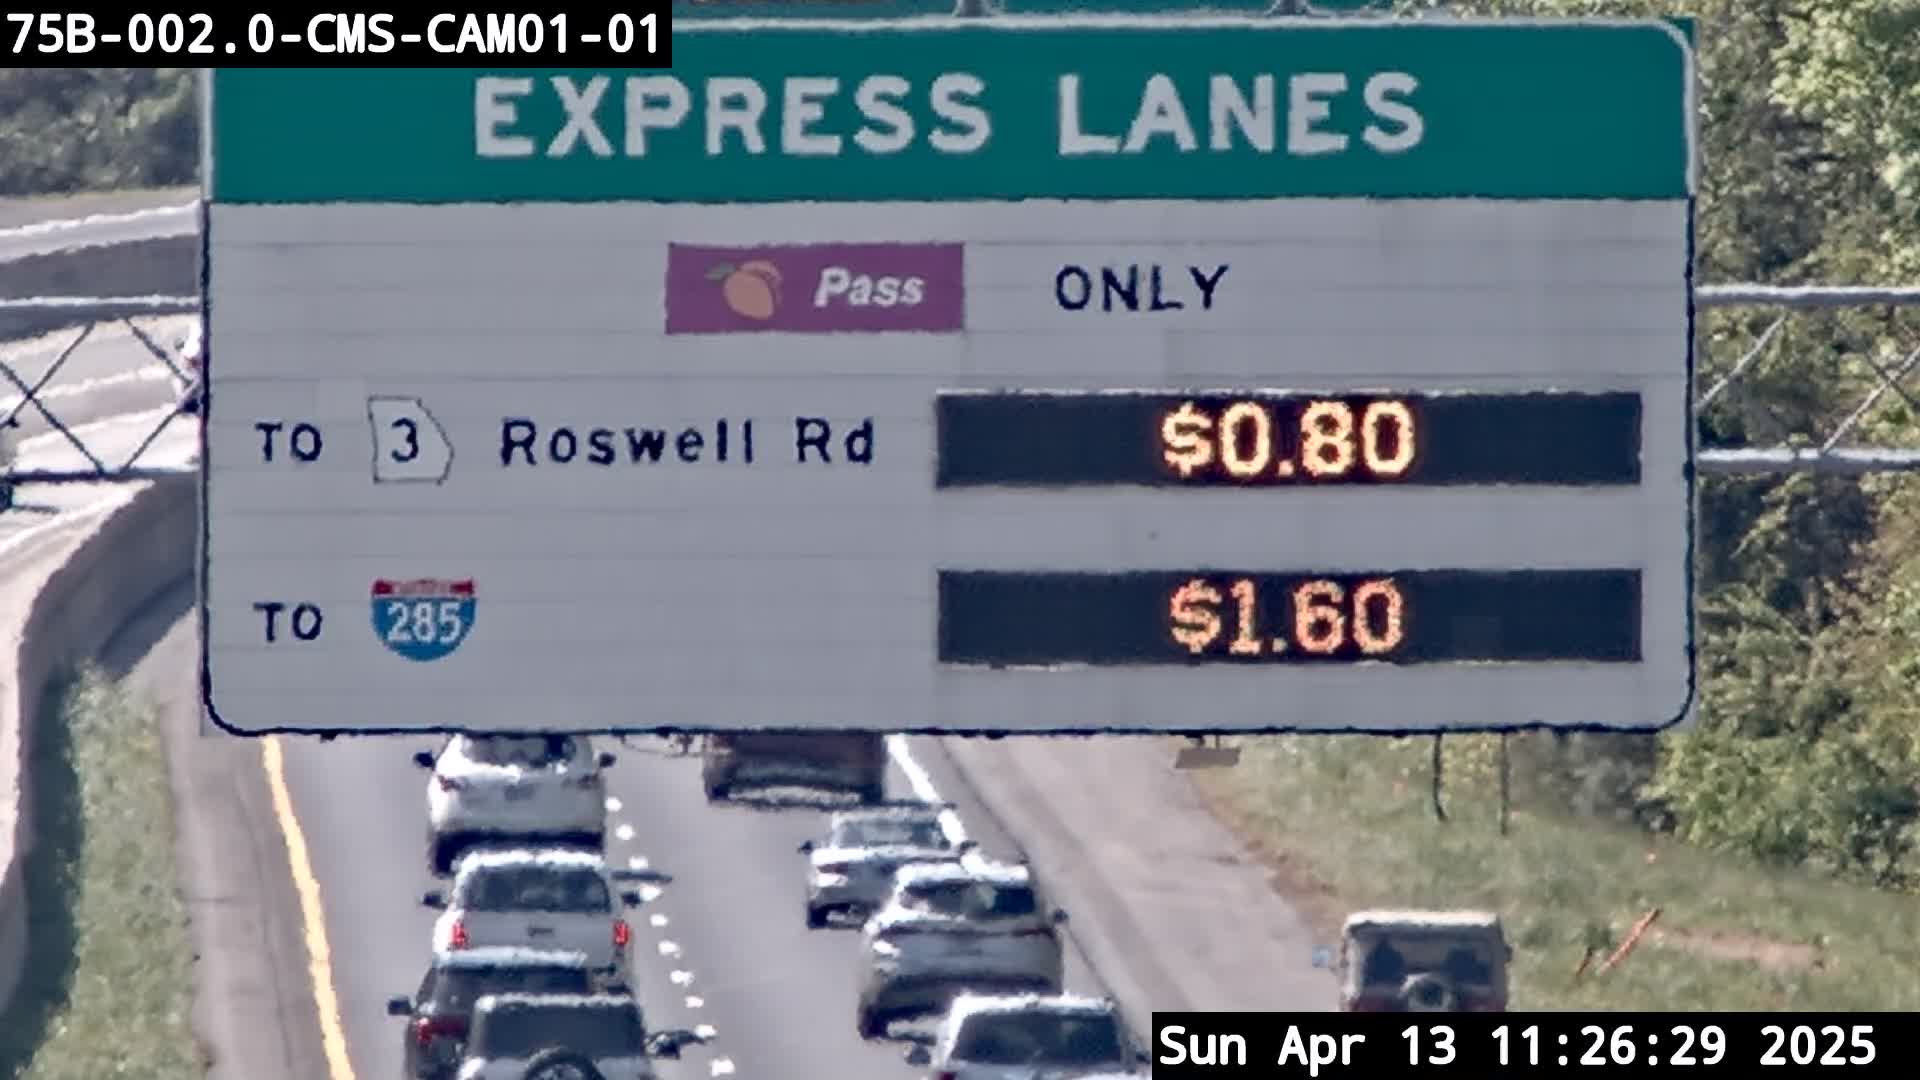 75B-002.0-CMS-CAM01-01
EXPRESS LANES
Pass ONLY
TO 3 Roswell Rd $0.80
TO 285 $1.60
Sun Apr 13 11:26:29 2025